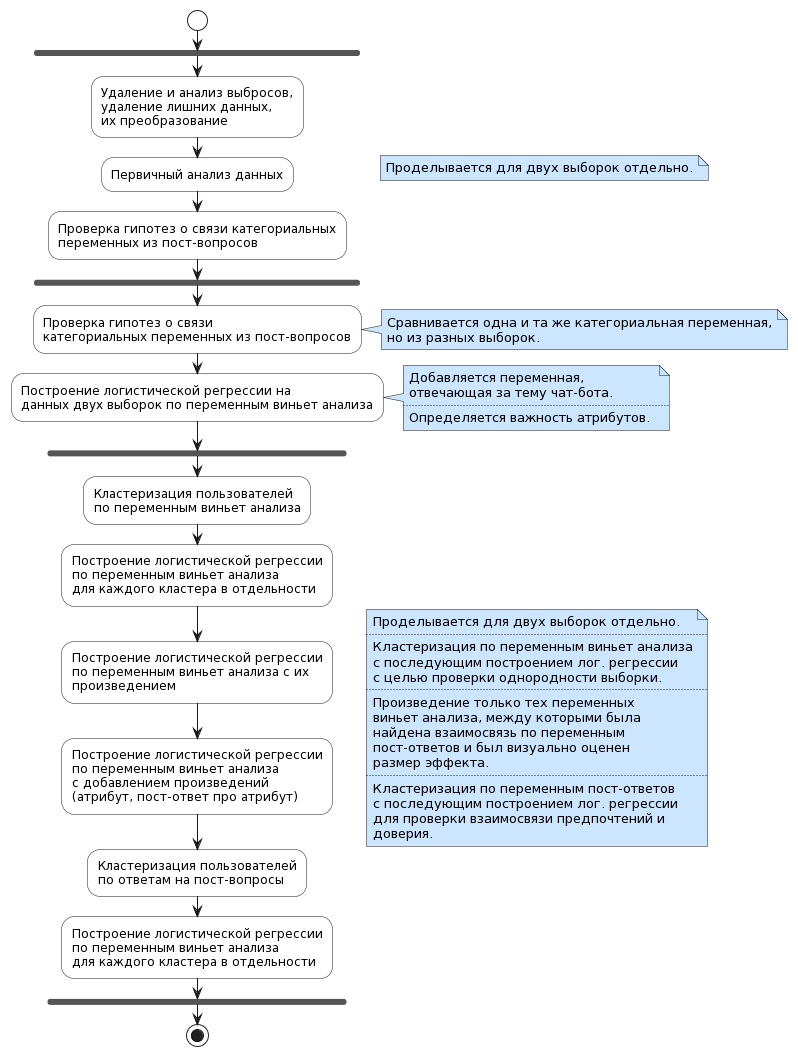 Удаление и анализ выбросов,
удаление лишних данных,
их преобразование
Первичный анализ данных
Проделывается для двух выборок отдельно.
Проверка гипотез о связи категориальных
переменных из пост-вопросов
Проверка гипотез о связи
категориальных переменных из пост-вопросов
Сравнивается одна и та же категориальная переменная,
но из разных выборок.
Построение логистической регрессии на
данных двух выборок по переменным виньет анализа
Добавляется переменная,
отвечающая за тему чат-бота.
Определяется важность атрибутов.
Кластеризация пользователей
по переменным виньет анализа
Построение логистической регрессии
по переменным виньет анализа
для каждого кластера в отдельности
Построение логистической регрессии
по переменным виньет анализа с их
произведением
Построение логистической регрессии
по переменным виньет анализа
с добавлением произведений
(атрибут, пост-ответ про атрибут)
Проделывается для двух выборок отдельно.
Кластеризация по переменным виньет анализа
с последующим построением лог. регрессии
с целью проверки однородности выборки.
Произведение только тех переменных
виньет анализа, между которыми была
найдена взаимосвязь по переменным
пост-ответов и был визуально оценен
размер эффекта.
Кластеризация по переменным пост-ответов
с последующим построением лог. регрессии
для проверки взаимосвязи предпочтений и
доверия.
Кластеризация пользователей
по ответам на пост-вопросы
Построение логистической регрессии
по переменным виньет анализа
для каждого кластера в отдельности